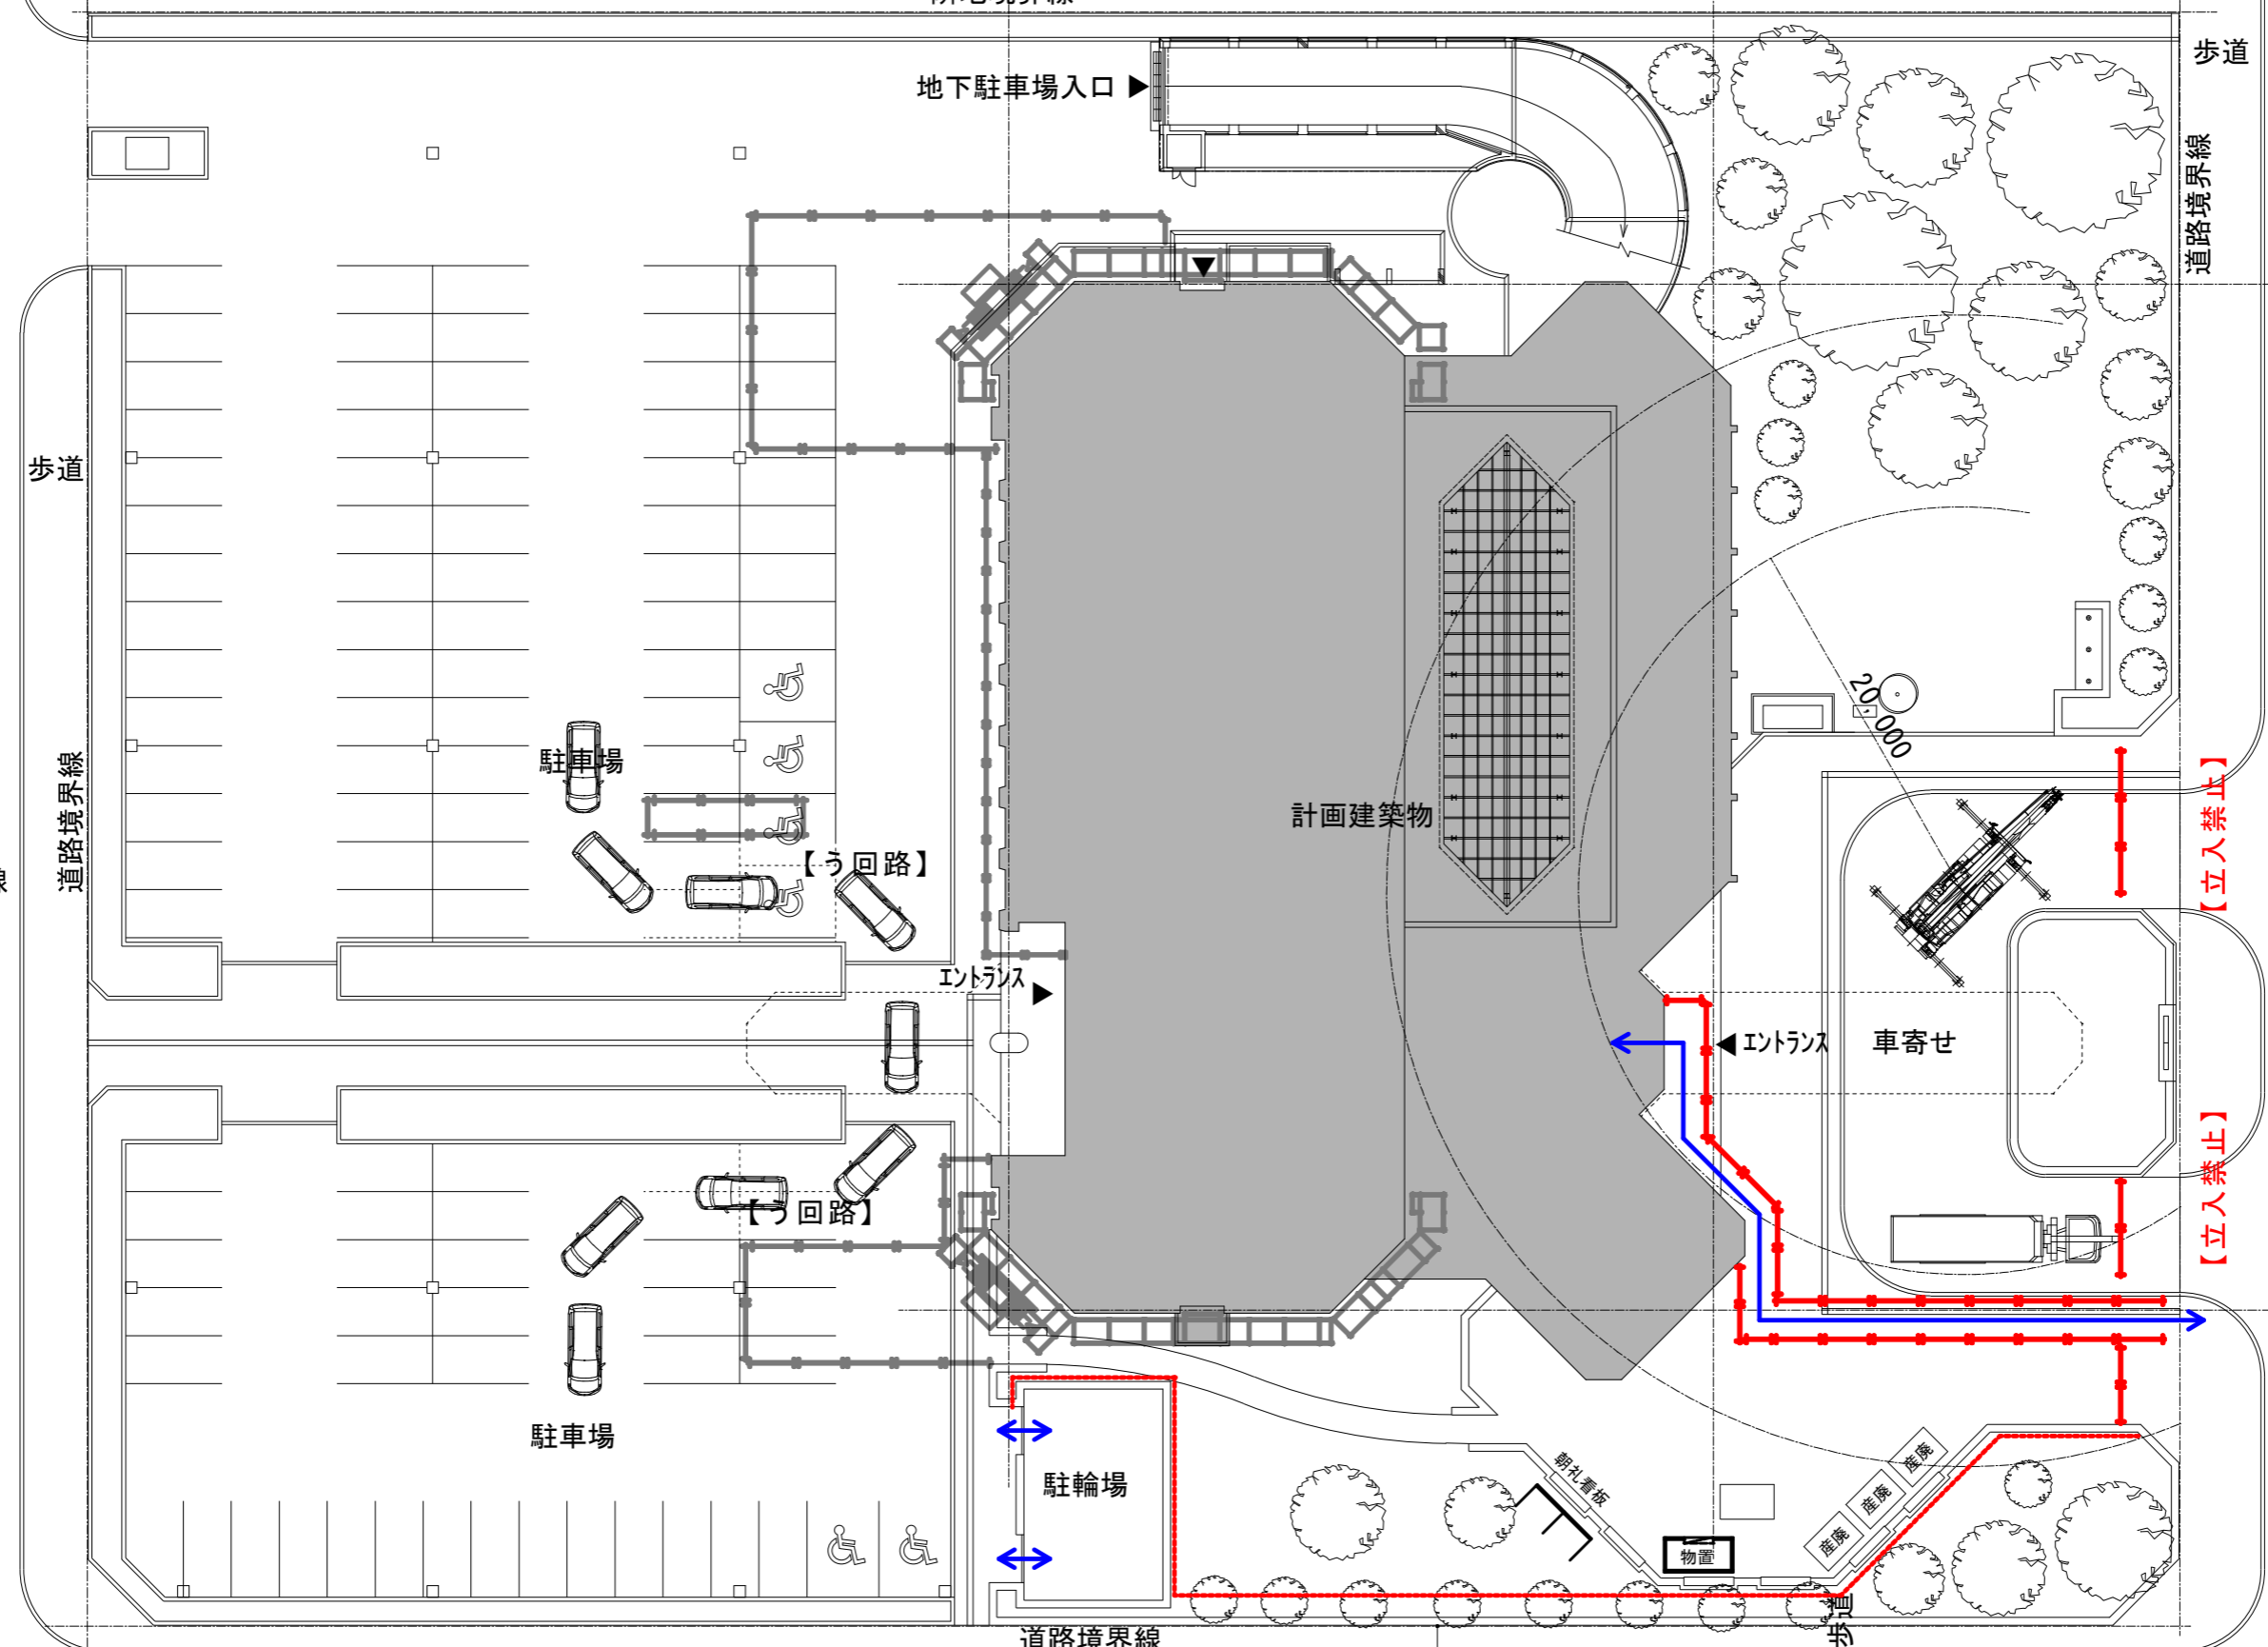 歩道
地下駐車場入口
道路境界線
歩道
20,000
駐車場
【立入禁止】
道路境界線
計画建築物
【う回路】
エントランス
エントランス
車寄せ
【立入禁止】
【う回路】
駐車場
駐輪場
朝礼看板
産廃
産廃
産廃
物置
歩道
道路境界線